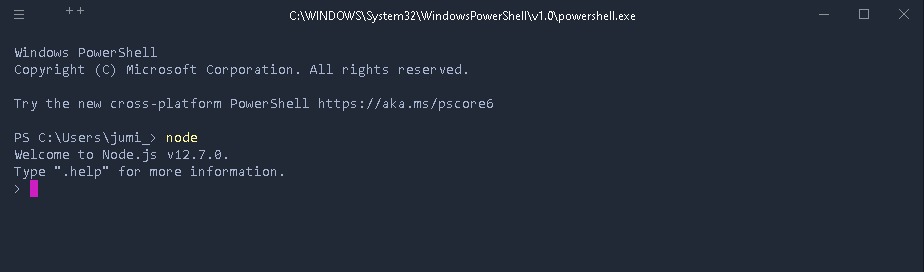 C:\WINDOWS\System32\WindowsPowerShell\v1.0\powershell.exe
Windows PowerShell
Copyright (C) Microsoft Corporation. All rights reserved.
Try the new cross-platform PowerShell https://aka.ms/pscore6
PS C:\Users\jumi_> node
Welcome to Node.js v12.7.0.
Type ".help" for more information.
>